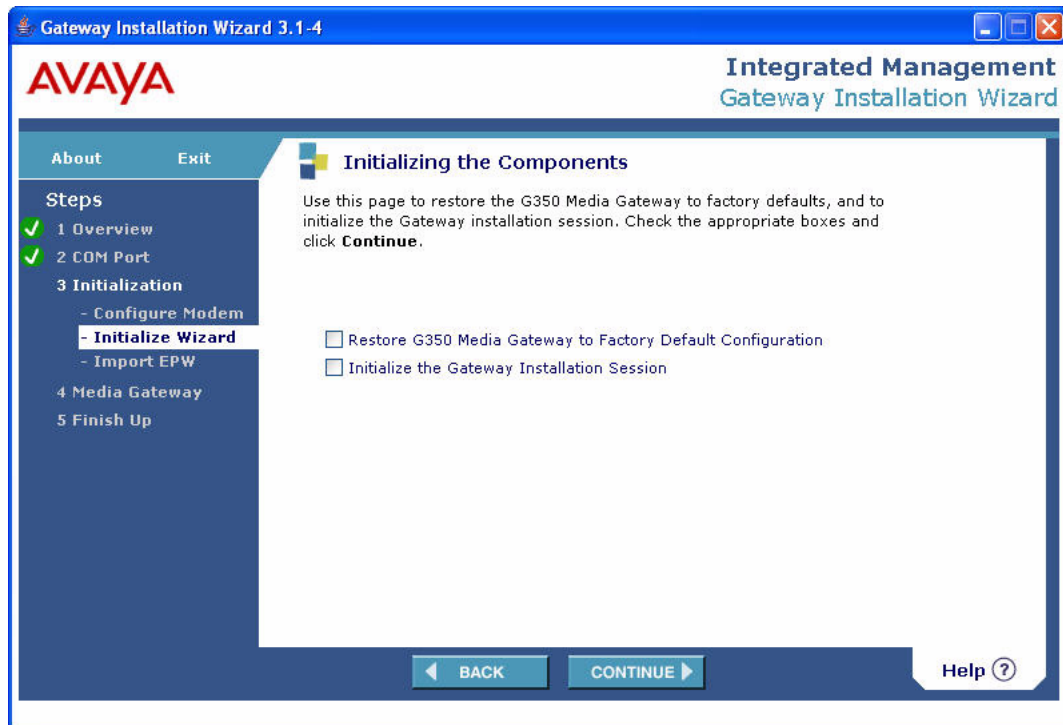 Gateway Installation Wizard 3.1-4
AVAYA
Integrated Management
Gateway Installation Wizard
About
Exit
Steps
1 Overview
2 COM Port
3 Initialization
- Configure Modem
- Initialize Wizard
- Import EPW
4 Media Gateway
5 Finish Up
Initializing the Components
Use this page to restore the G350 Media Gateway to factory defaults, and to
initialize the Gateway installation session. Check the appropriate boxes and
click Continue.
Restore G350 Media Gateway to Factory Default Configuration
Initialize the Gateway Installation Session
BACK
CONTINUE
Help ?